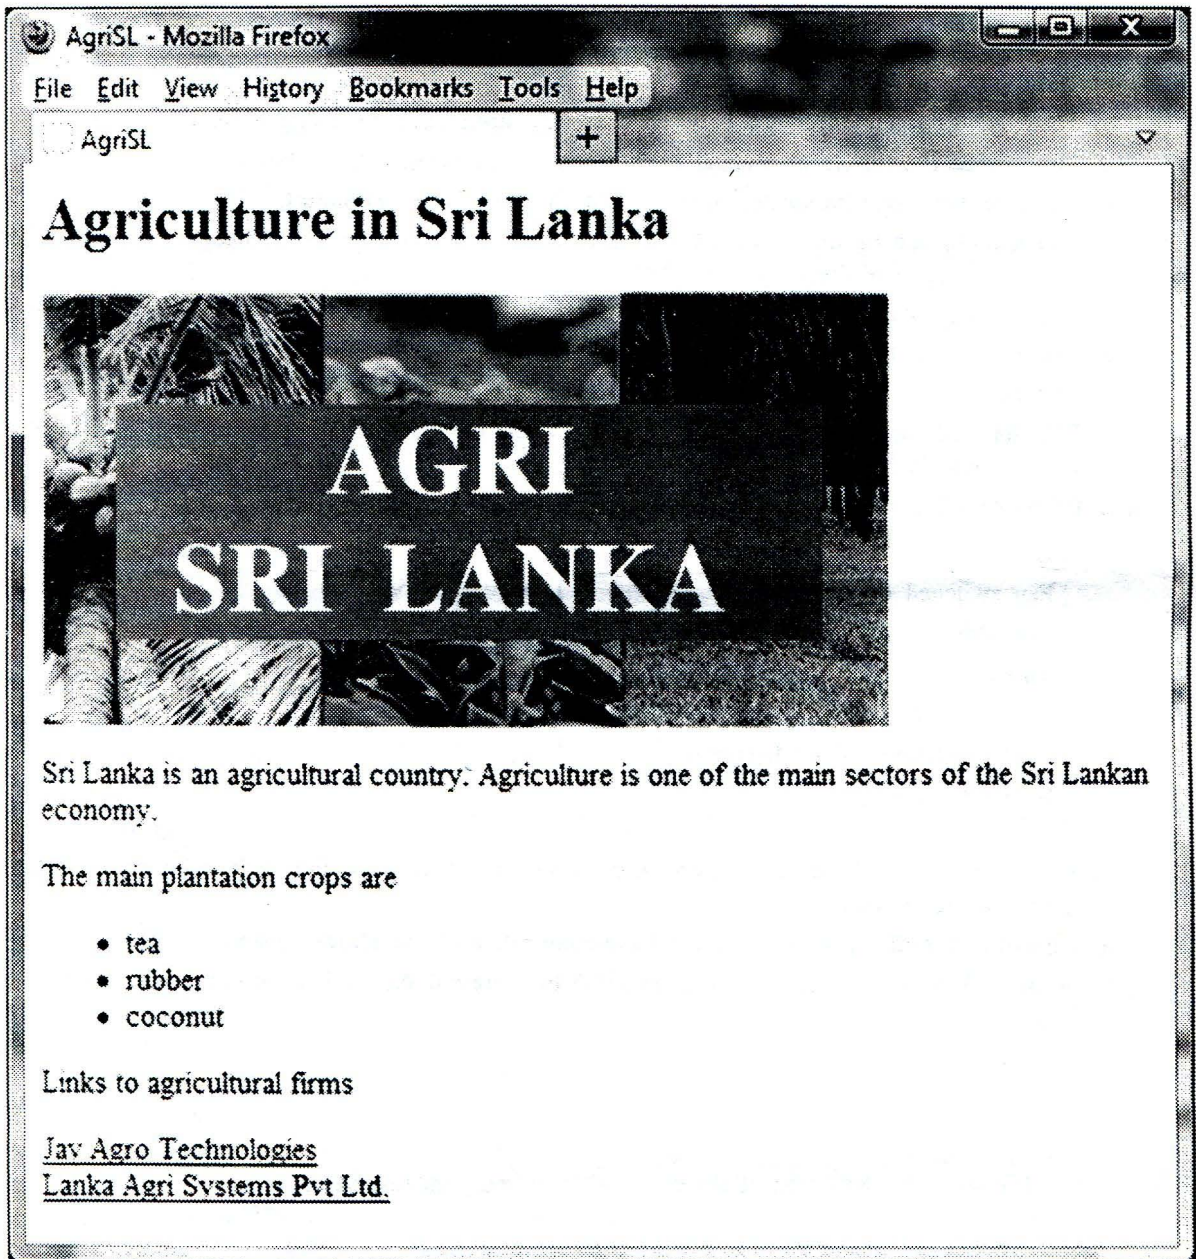 AgriSL - Mozilla Firefox
File Edit View History Bookmarks Tools Help
AgriSL +
Agriculture in Sri Lanka
AGRI
SRI LANKA
Sri Lanka is an agricultural country. Agriculture is one of the main sectors of the Sri Lankan
economy.
The main plantation crops are
• tea
• rubber
• coconut
Links to agricultural firms
Jay Agro Technologies
Lanka Agri Systems Pvt Ltd.